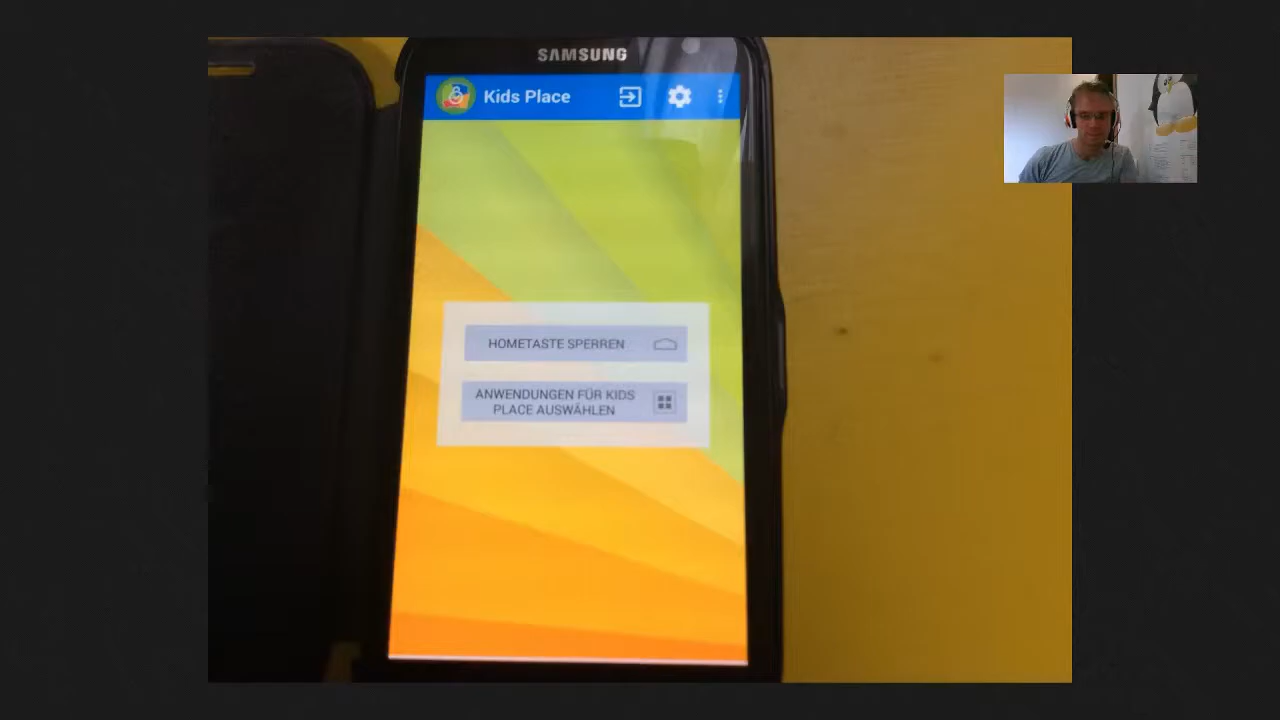 SAMSUNG
Kids Place
HOMETASTE SPERREN
ANWENDUNGEN FÜR KIDS
PLACE AUSWÄHLEN